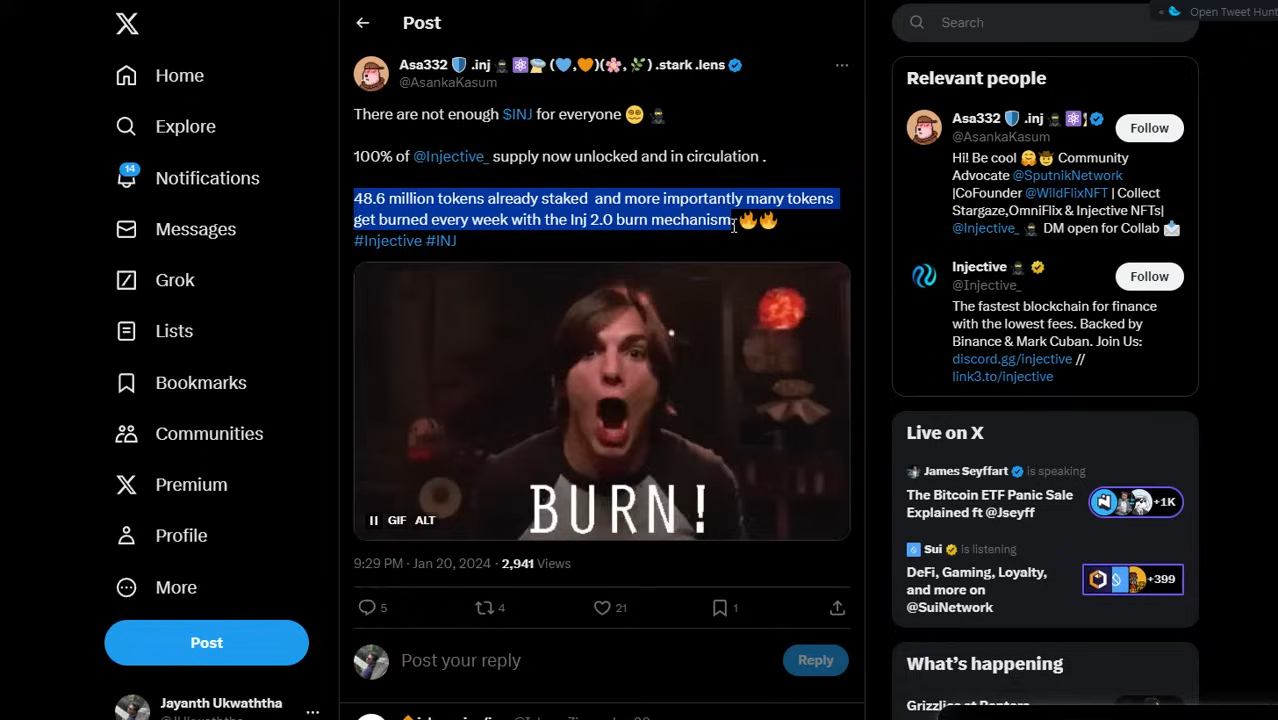 Open Tweet Hunt
Home
Explore
14
Notifications
Messages
Grok
Lists
Bookmarks
Communities
Premium
Profile
More
Post
Jayanth Ukwaththa
Post
Asa332 🛡️ .inj 🥷 ⚛️ (💙,🧡)(🌸, 🌿) .stark .lens
@AsankaKasum
There are not enough $INJ for everyone 😵‍💫 🥷
100% of @Injective_ supply now unlocked and in circulation .
48.6 million tokens already staked and more importantly many tokens
get burned every week with the Inj 2.0 burn mechanism. 🔥🔥
#Injective #INJ
BURN!
GIF ALT
9:29 PM · Jan 20, 2024 · 2,941 Views
5 4 21 1
Post your reply
Reply
Search
Relevant people
Asa332 🛡️ .inj 🥷 ⚛️
@AsankaKasum
Follow
Hi! Be cool 🤗 🤠 Community
Advocate @SputnikNetwork
|CoFounder @WildFlixNFT | Collect
Stargaze,OmniFlix & Injective NFTs|
@Injective_ 🥷 DM open for Collab 📩
Injective 🥷
@Injective_
Follow
The fastest blockchain for finance
with the lowest fees. Backed by
Binance & Mark Cuban. Join Us:
discord.gg/injective //
link3.to/injective
Live on X
James Seyffart is speaking
The Bitcoin ETF Panic Sale
Explained ft @Jseyff
+1K
Sui is listening
DeFi, Gaming, Loyalty,
and more on
@SuiNetwork
+399
What's happening